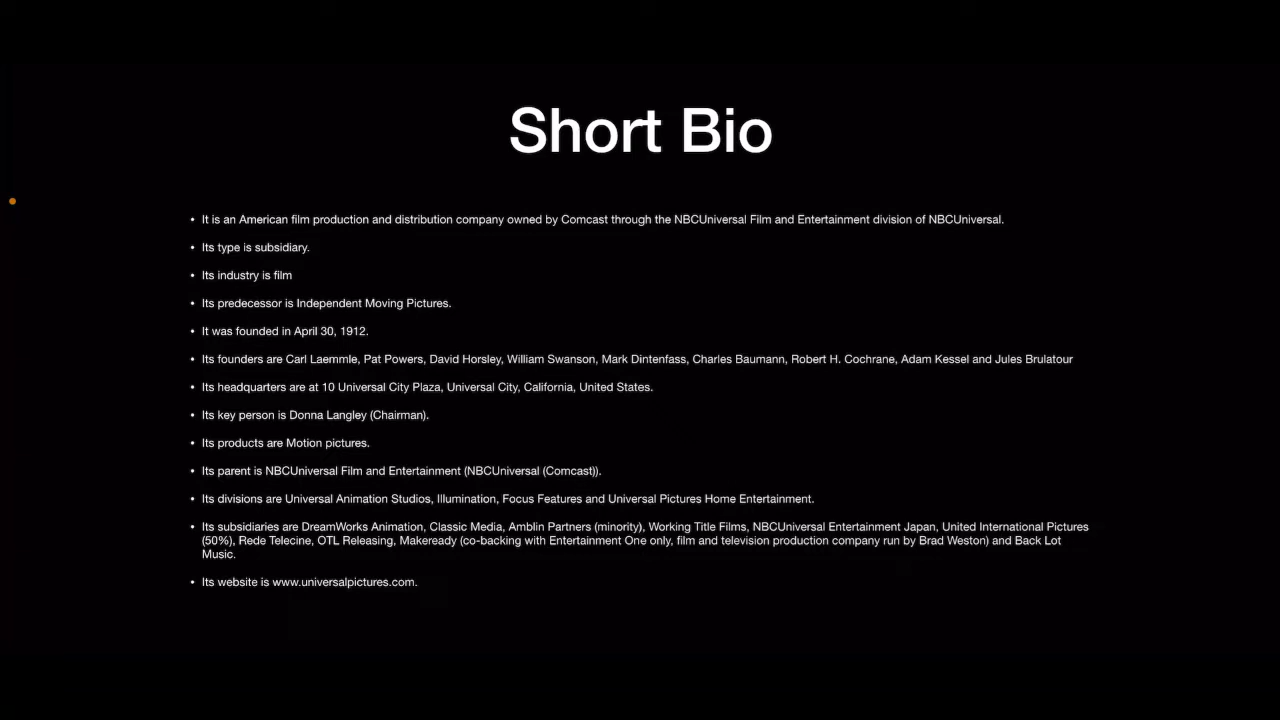 Short Bio
• It is an American film production and distribution company owned by Comcast through the NBCUniversal Film and Entertainment division of NBCUniversal.
• Its type is subsidiary.
• Its industry is film
• Its predecessor is Independent Moving Pictures.
• It was founded in April 30, 1912.
• Its founders are Carl Laemmle, Pat Powers, David Horsley, William Swanson, Mark Dintenfass, Charles Baumann, Robert H. Cochrane, Adam Kessel and Jules Brulatour
• Its headquarters are at 10 Universal City Plaza, Universal City, California, United States.
• Its key person is Donna Langley (Chairman).
• Its products are Motion pictures.
• Its parent is NBCUniversal Film and Entertainment (NBCUniversal (Comcast)).
• Its divisions are Universal Animation Studios, Illumination, Focus Features and Universal Pictures Home Entertainment.
• Its subsidiaries are DreamWorks Animation, Classic Media, Amblin Partners (minority), Working Title Films, NBCUniversal Entertainment Japan, United International Pictures
(50%), Rede Telecine, OTL Releasing, Makeready (co-backing with Entertainment One only, film and television production company run by Brad Weston) and Back Lot
Music.
• Its website is www.universalpictures.com.